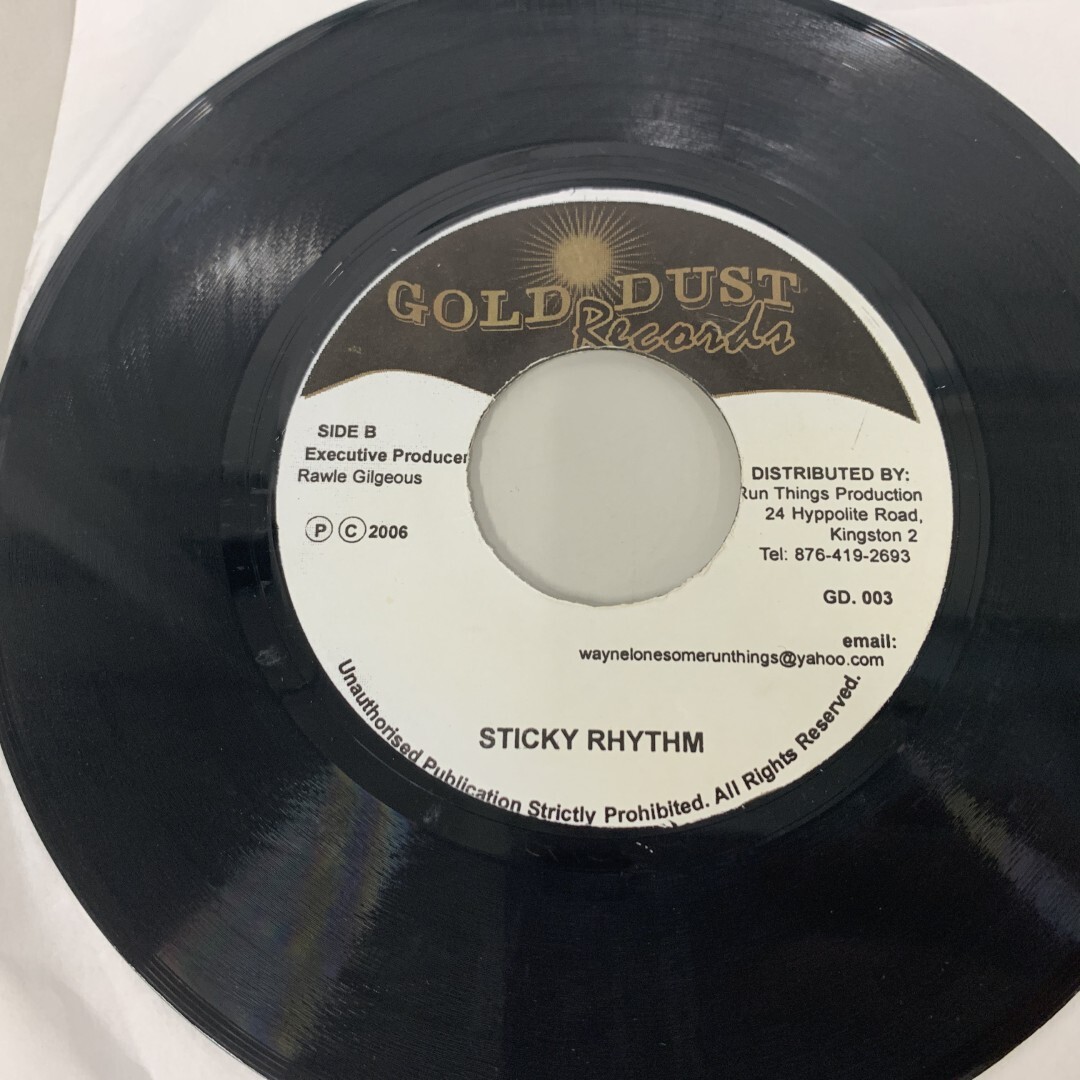 GOLD DUST
Records
SIDE B
Executive Producer
Rawle Gilgeous
P C 2006
DISTRIBUTED BY:
Run Things Production
24 Hyppolite Road,
Kingston 2
Tel: 876-419-2693
GD. 003
email:
waynelonesomerunthings@yahoo.com
STICKY RHYTHM
Unauthorised Publication Strictly Prohibited. All Rights Reserved.